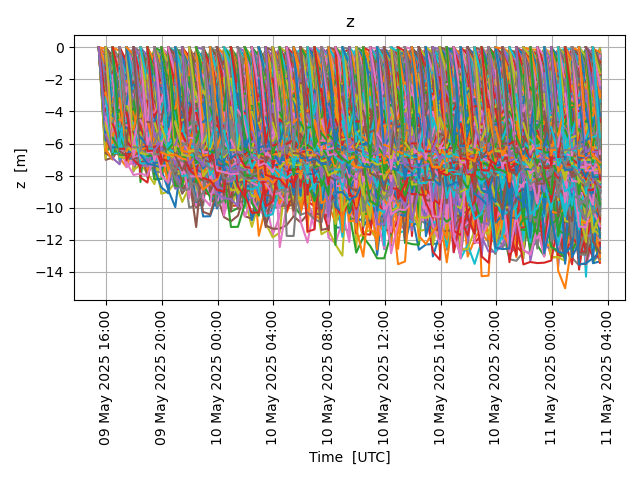 z
0
−2
−4
−6
−8
−10
−12
−14
z [m]
09 May 2025 16:00
09 May 2025 20:00
10 May 2025 00:00
10 May 2025 04:00
10 May 2025 08:00
10 May 2025 12:00
10 May 2025 16:00
10 May 2025 20:00
11 May 2025 00:00
11 May 2025 04:00
Time [UTC]